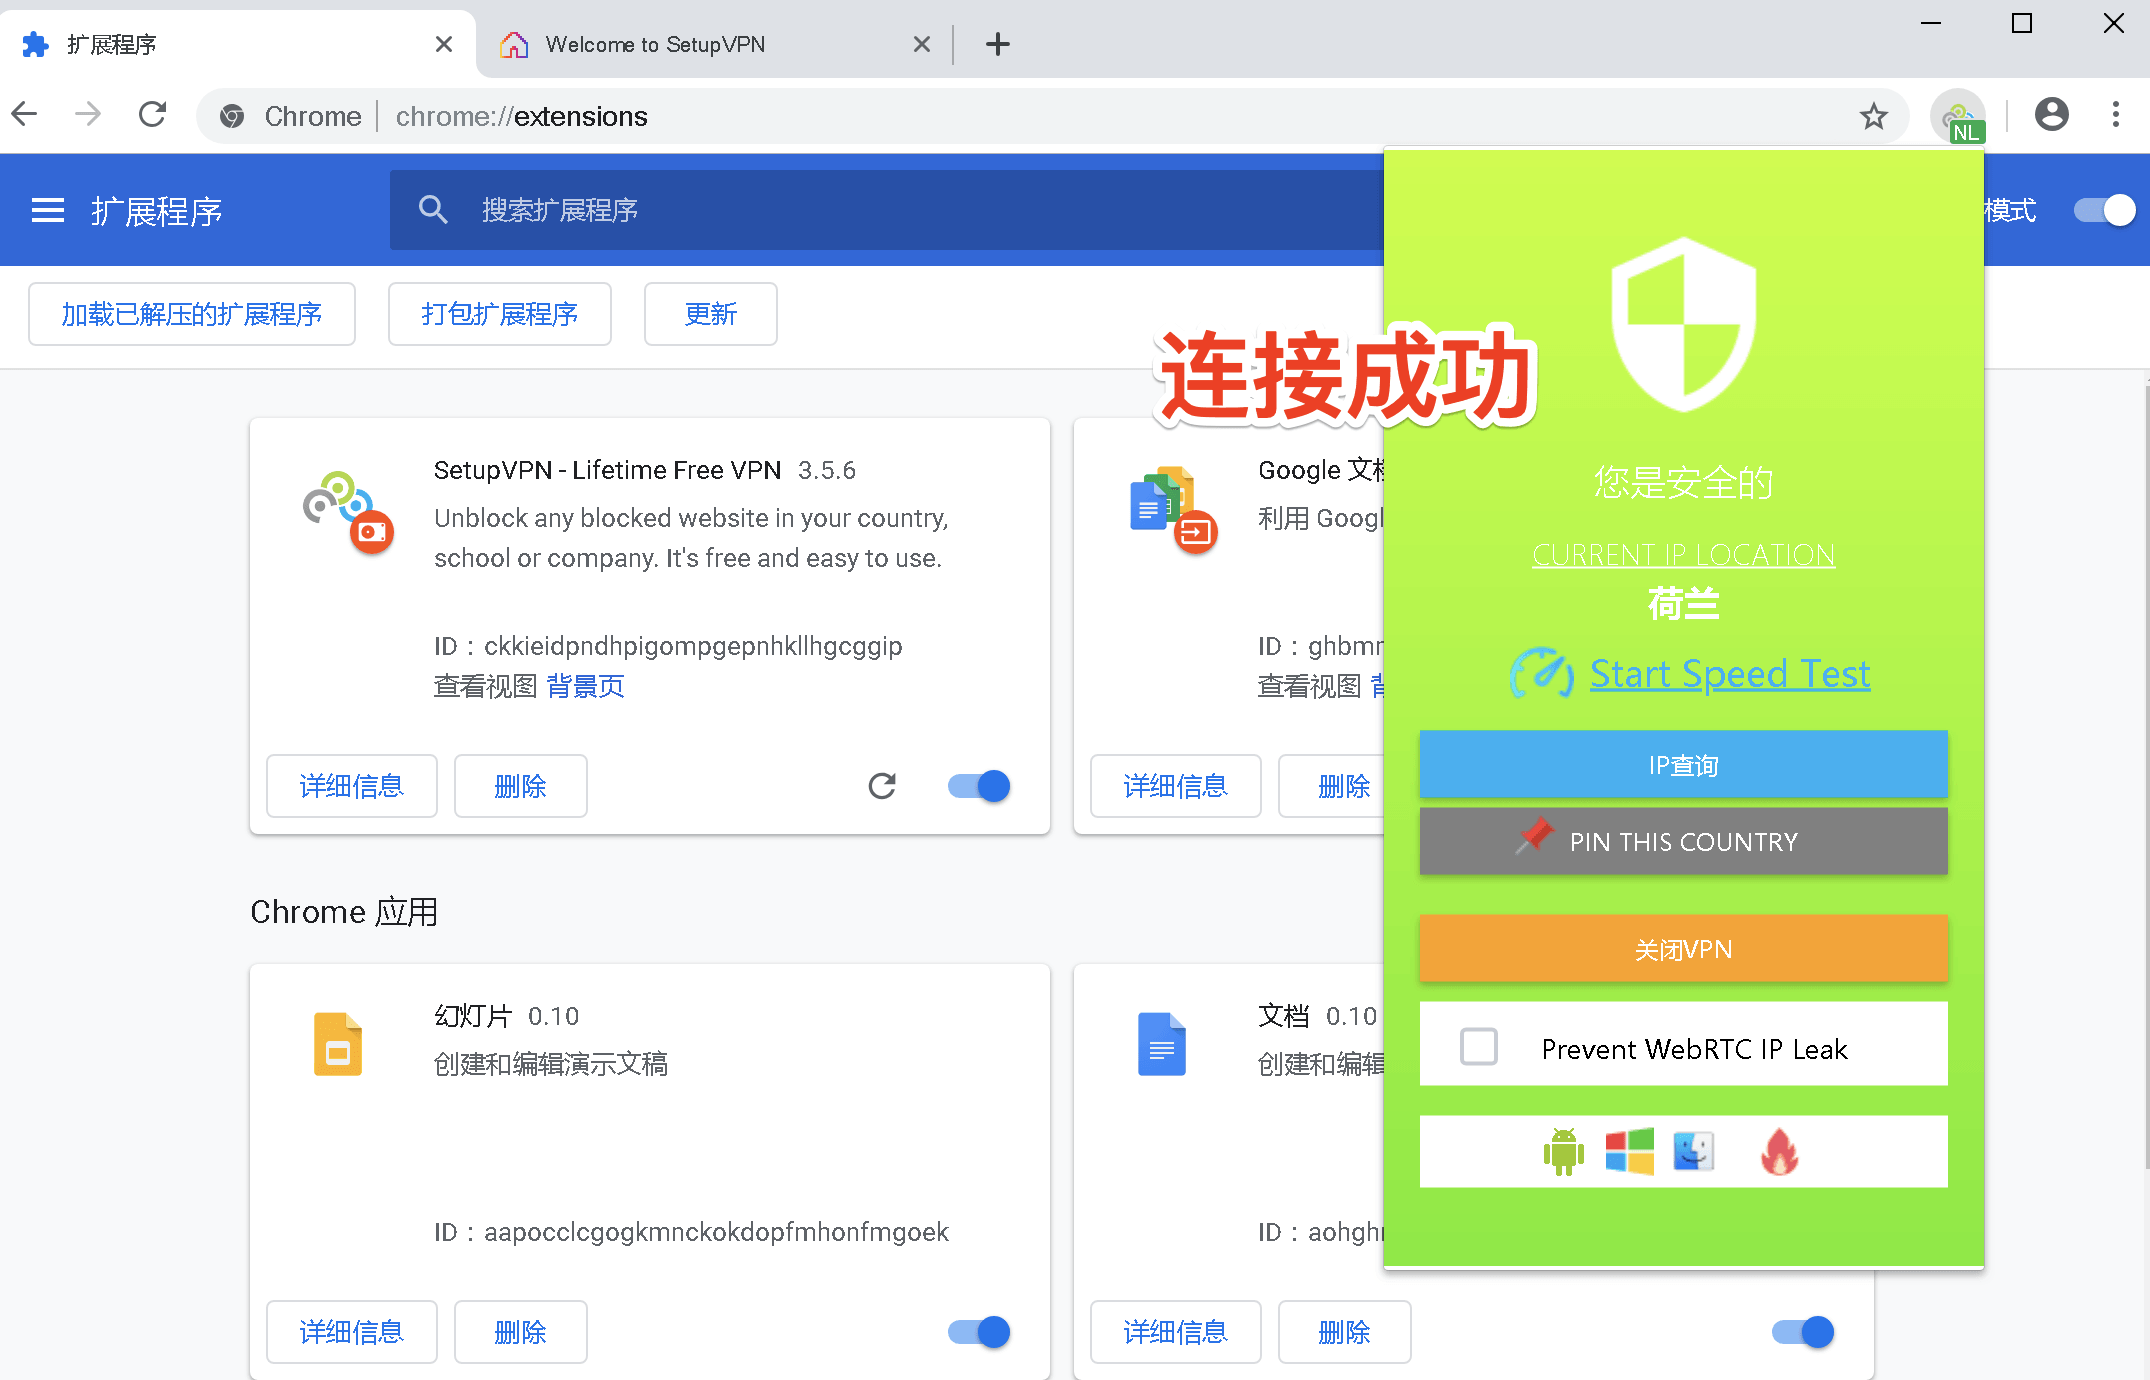 扩展程序
Welcome to SetupVPN
Chrome
chrome://extensions
NL
扩展程序
搜索扩展程序
模式
加载已解压的扩展程序
打包扩展程序
更新
连接成功
SetupVPN - Lifetime Free VPN 3.5.6
Unblock any blocked website in your country,
school or company. It's free and easy to use.
ID：ckkieidpndhpigompgepnhkllhgcggip
查看视图 背景页
详细信息
删除
Google 文档
利用 Googl
ID：ghbmn
查看视图
详细信息
删除
Chrome 应用
幻灯片 0.10
创建和编辑演示文稿
ID：aapocclcgogkmnckokdopfmhonfmgoek
详细信息
删除
文档 0.10
创建和编辑
ID：aohghn
详细信息
删除
您是安全的
CURRENT IP LOCATION
荷兰
Start Speed Test
IP查询
PIN THIS COUNTRY
关闭VPN
Prevent WebRTC IP Leak